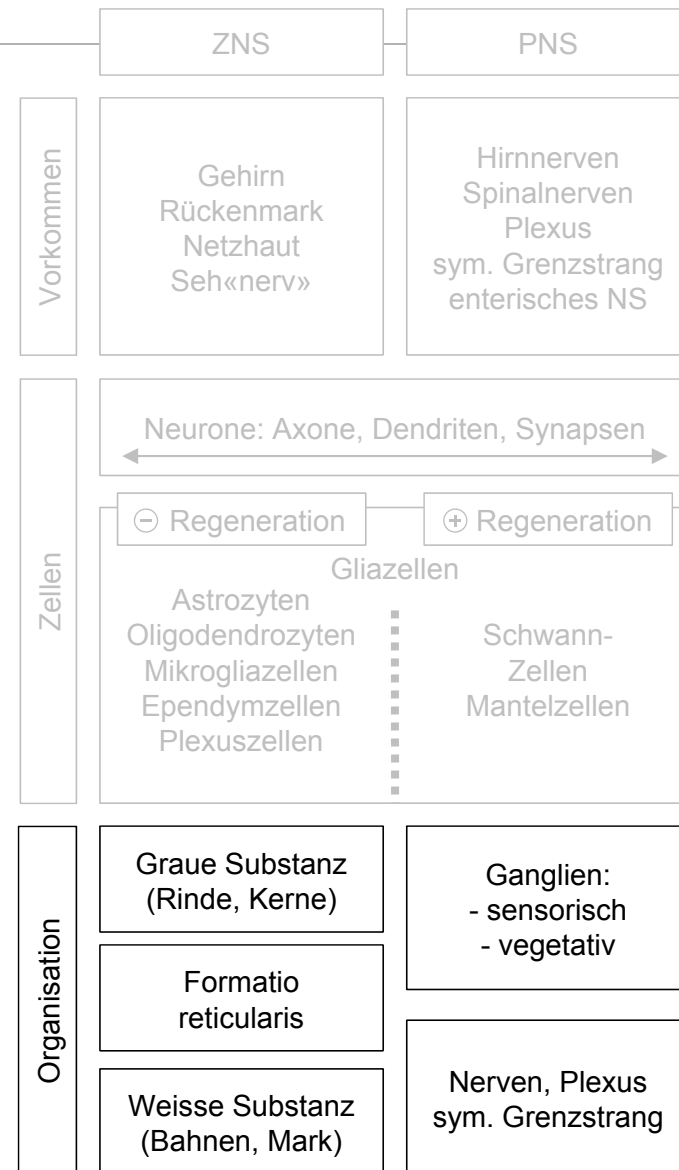 ZNS
PNS
Vorkommen
Gehirn
Rückenmark
Netzhaut
Seh«nerv»
Hirnnerven
Spinalnerven
Plexus
sym. Grenzstrang
enterisches NS
Zellen
Neurone: Axone, Dendriten, Synapsen
⊖ Regeneration
⊕ Regeneration
Gliazellen
Astrozyten
Oligodendrozyten
Mikrogliazellen
Ependymzellen
Plexuszellen
Schwann-
Zellen
Mantelzellen
Organisation
Graue Substanz
(Rinde, Kerne)
Formatio
reticularis
Weisse Substanz
(Bahnen, Mark)
Ganglien:
- sensorisch
- vegetativ
Nerven, Plexus
sym. Grenzstrang